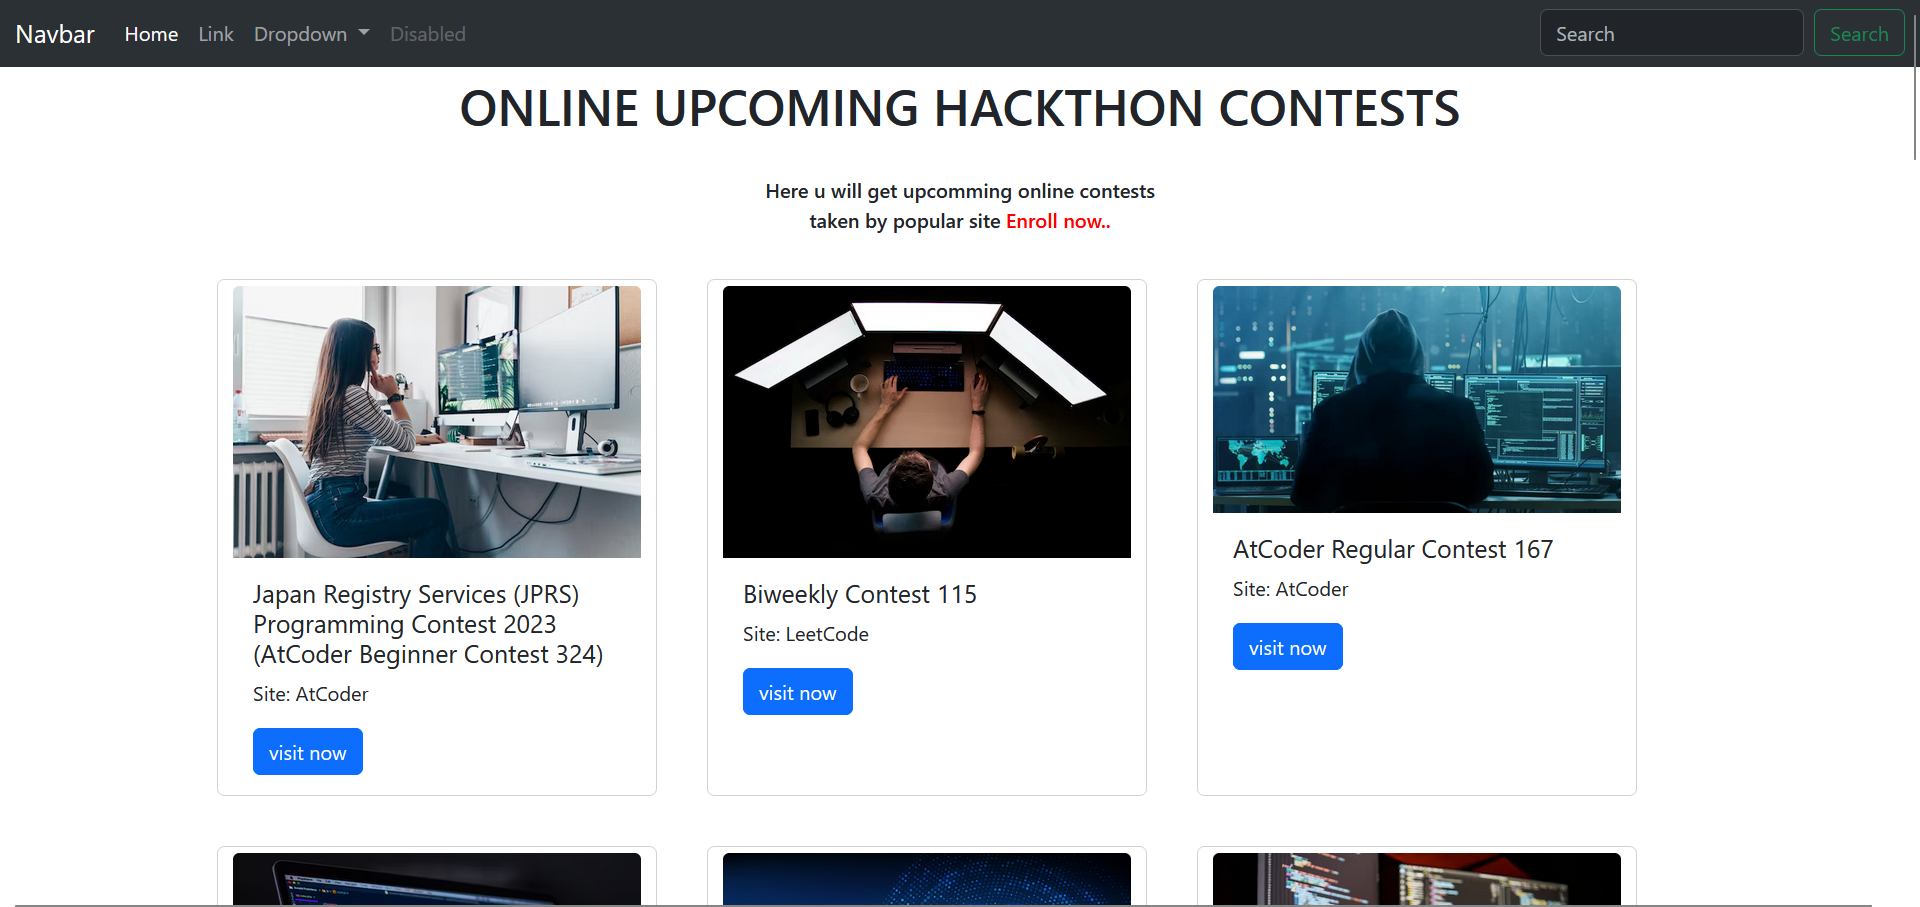 Navbar Home Link Dropdown Disabled Search Search
ONLINE UPCOMING HACKTHON CONTESTS
Here u will get upcomming online contests
taken by popular site Enroll now..
Japan Registry Services (JPRS)
Programming Contest 2023
(AtCoder Beginner Contest 324)
Site: AtCoder
visit now
Biweekly Contest 115
Site: LeetCode
visit now
AtCoder Regular Contest 167
Site: AtCoder
visit now